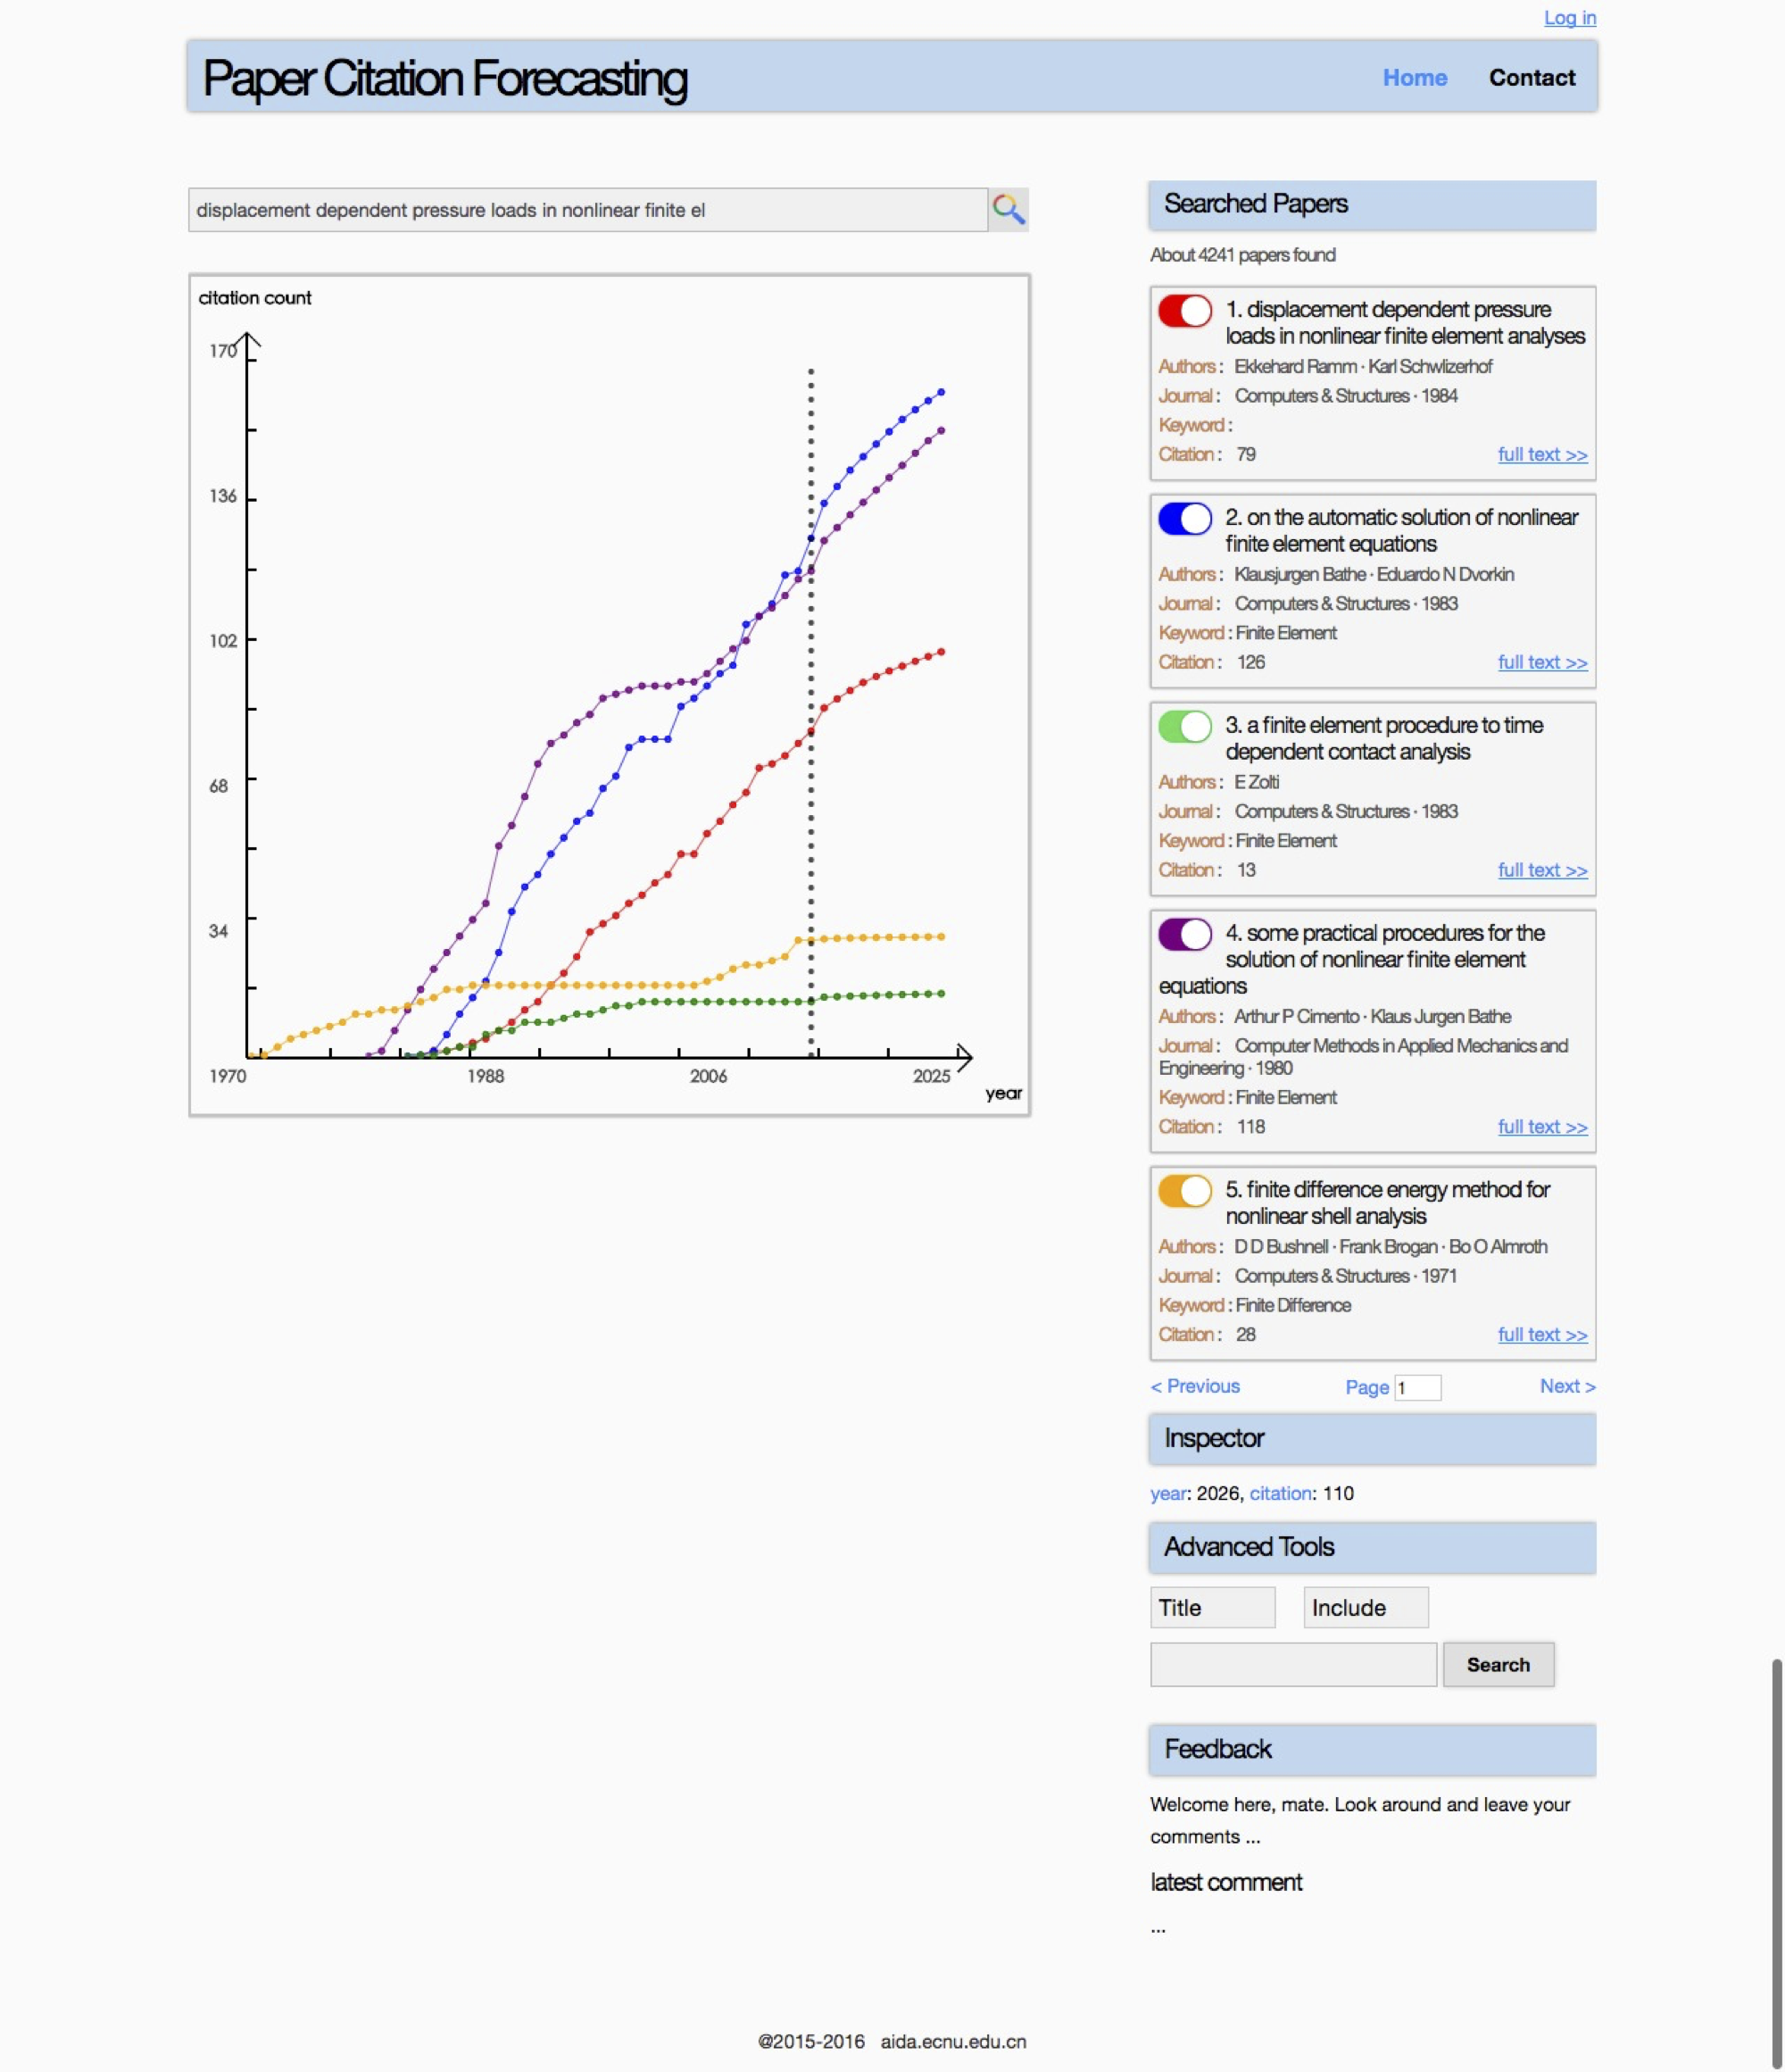 Log in
Paper Citation Forecasting
Home Contact
displacement dependent pressure loads in nonlinear finite el
citation count
170
136
102
68
34
1970 1988 2006 2025
year
Searched Papers
About 4241 papers found
1. displacement dependent pressure
loads in nonlinear finite element analyses
Authors : Ekkehard Ramm · Karl Schwlizerhof
Journal : Computers & Structures · 1984
Keyword :
Citation : 79 full text >>
2. on the automatic solution of nonlinear
finite element equations
Authors : Klausjurgen Bathe · Eduardo N Dvorkin
Journal : Computers & Structures · 1983
Keyword : Finite Element
Citation : 126 full text >>
3. a finite element procedure to time
dependent contact analysis
Authors : E Zolti
Journal : Computers & Structures · 1983
Keyword : Finite Element
Citation : 13 full text >>
4. some practical procedures for the
solution of nonlinear finite element
equations
Authors : Arthur P Cimento · Klaus Jurgen Bathe
Journal : Computer Methods in Applied Mechanics and
Engineering · 1980
Keyword : Finite Element
Citation : 118 full text >>
5. finite difference energy method for
nonlinear shell analysis
Authors : D D Bushnell · Frank Brogan · Bo O Almroth
Journal : Computers & Structures · 1971
Keyword : Finite Difference
Citation : 28 full text >>
< Previous Page 1 Next >
Inspector
year: 2026, citation: 110
Advanced Tools
Title Include
Search
Feedback
Welcome here, mate. Look around and leave your
comments ...
latest comment
...
@2015-2016 aida.ecnu.edu.cn